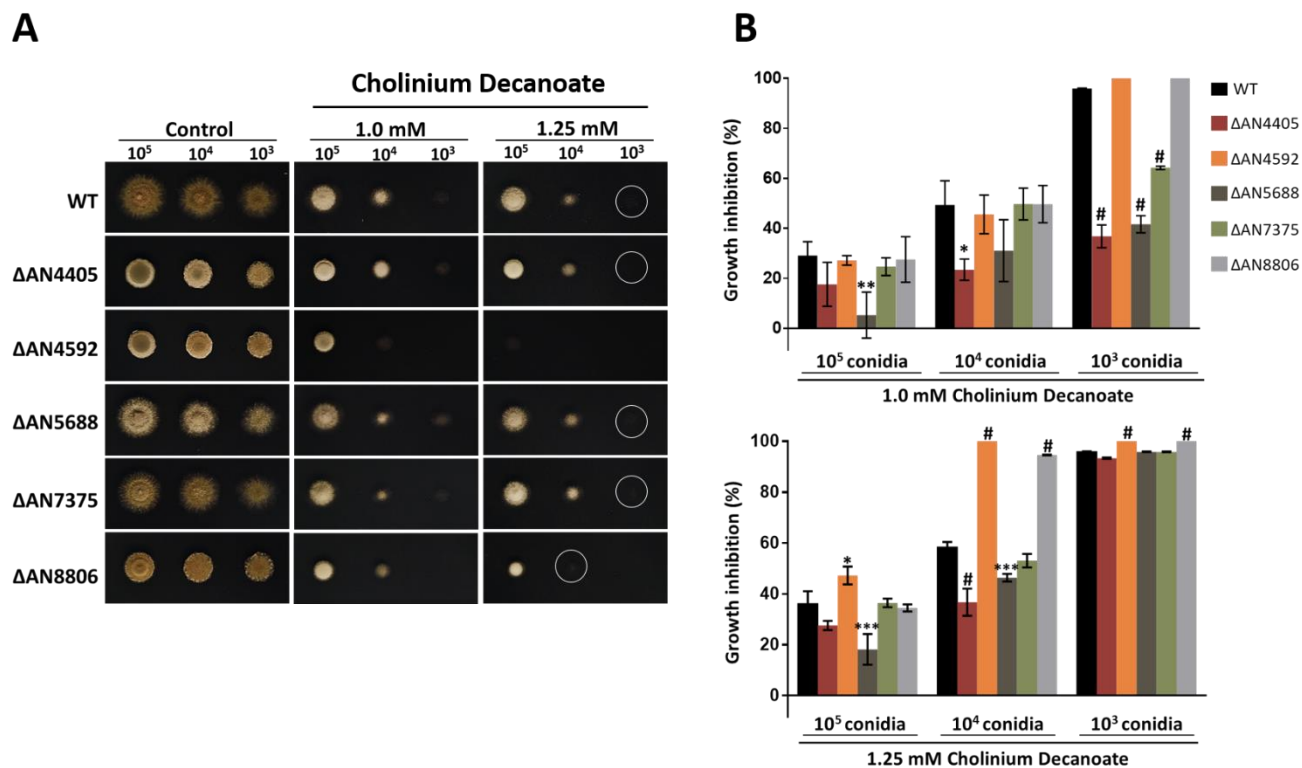 A
Cholinium Decanoate
Control 1.0 mM 1.25 mM
10⁵ 10⁴ 10³ 10⁵ 10⁴ 10³ 10⁵ 10⁴ 10³
WT
ΔAN4405
ΔAN4592
ΔAN5688
ΔAN7375
ΔAN8806
B
Growth inhibition (%)
100
80
60
40
20
0
** * # # #
10⁵ conidia 10⁴ conidia 10³ conidia
1.0 mM Cholinium Decanoate
WT
ΔAN4405
ΔAN4592
ΔAN5688
ΔAN7375
ΔAN8806
Growth inhibition (%)
100
80
60
40
20
0
* *** # # *** # # #
10⁵ conidia 10⁴ conidia 10³ conidia
1.25 mM Cholinium Decanoate